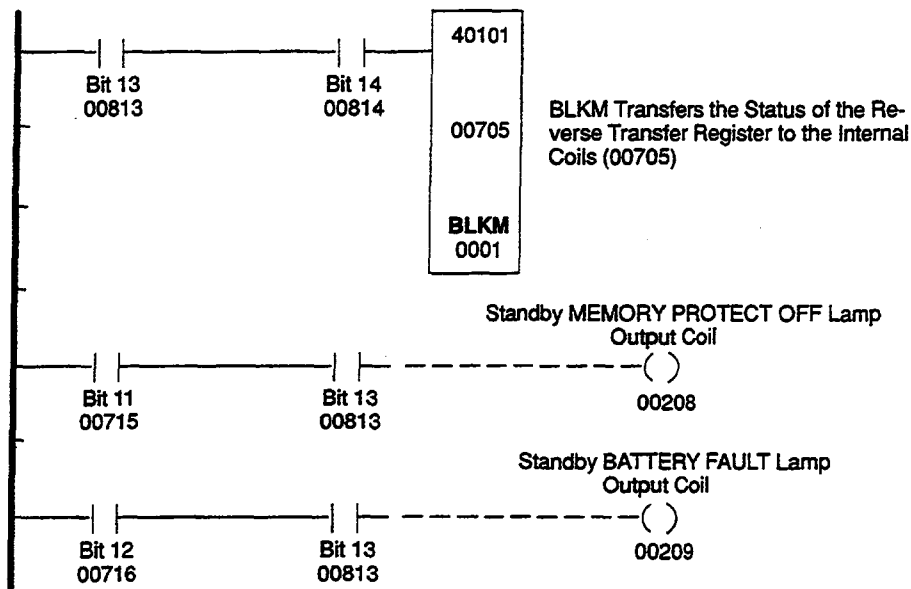 40101
Bit 13
00813
Bit 14
00814
00705
BLKM Transfers the Status of the Re-
verse Transfer Register to the Internal
Coils (00705)
BLKM
0001
Standby MEMORY PROTECT OFF Lamp
Output Coil
Bit 11
00715
Bit 13
00813
00208
Standby BATTERY FAULT Lamp
Output Coil
Bit 12
00716
Bit 13
00813
00209